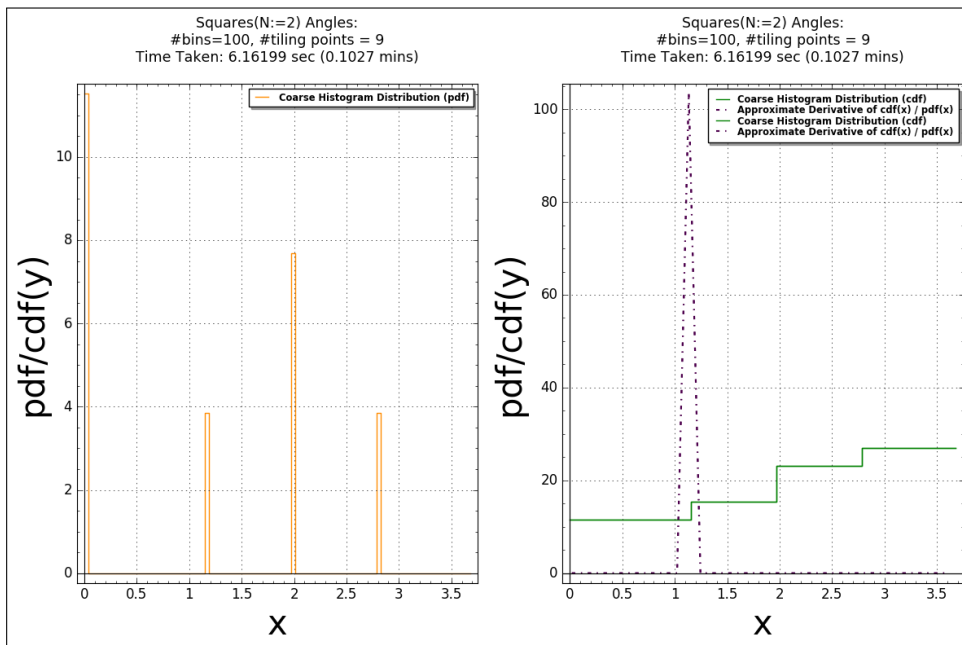 Squares(N:=2) Angles:
#bins=100, #tiling points = 9
Time Taken: 6.16199 sec (0.1027 mins)
Coarse Histogram Distribution (pdf)
10
8
6
4
2
0
0
0.5
1
1.5
2
2.5
3
3.5
pdf/cdf(y)
x
Squares(N:=2) Angles:
#bins=100, #tiling points = 9
Time Taken: 6.16199 sec (0.1027 mins)
Coarse Histogram Distribution (cdf)
Approximate Derivative of cdf(x) / pdf(x)
Coarse Histogram Distribution (cdf)
Approximate Derivative of cdf(x) / pdf(x)
100
80
60
40
20
0
0
0.5
1
1.5
2
2.5
3
3.5
pdf/cdf(y)
x